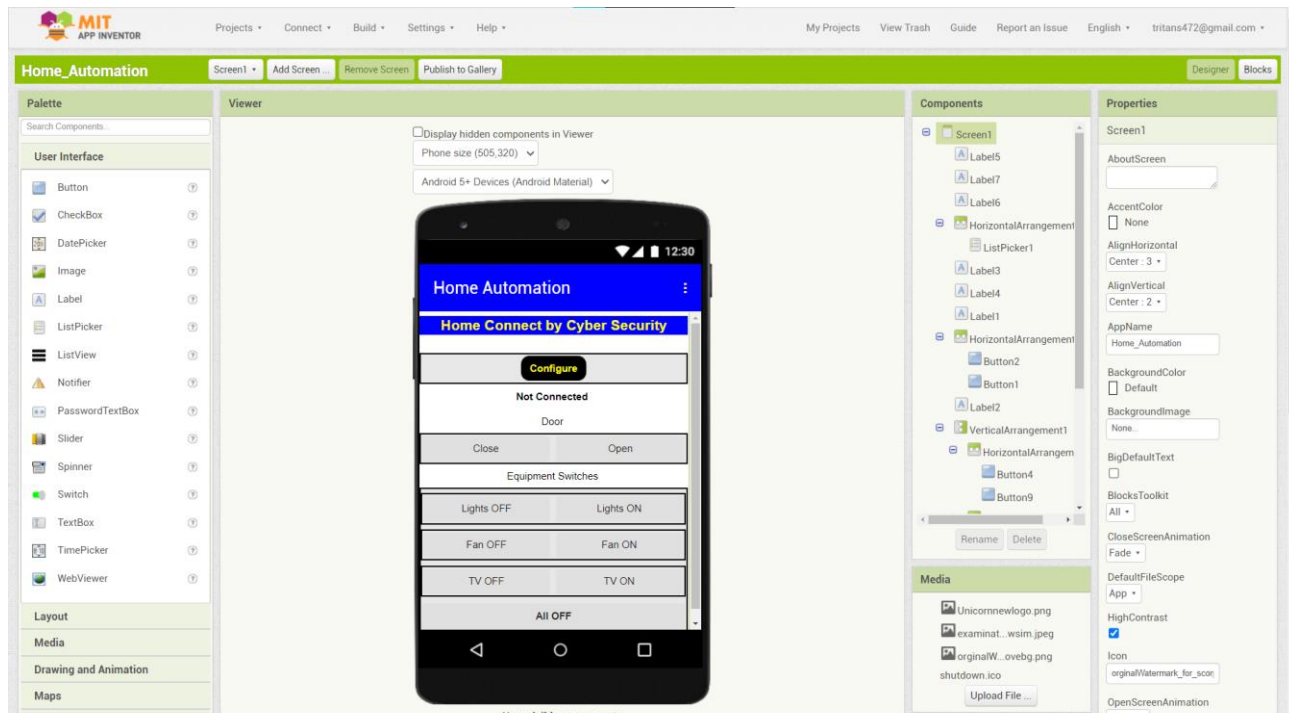 MIT
APP INVENTOR
Projects Connect Build Settings Help My Projects View Trash Guide Report an Issue English tritans472@gmail.com
Home_Automation Screen1 Add Screen ... Remove Screen Publish to Gallery Designer Blocks
Palette
Search Components...
User Interface
Button
CheckBox
DatePicker
Image
Label
ListPicker
ListView
Notifier
PasswordTextBox
Slider
Spinner
Switch
TextBox
TimePicker
WebViewer
Layout
Media
Drawing and Animation
Maps
Viewer
Display hidden components in Viewer
Phone size (505,320)
Android 5+ Devices (Android Material)
12:30
Home Automation
Home Connect by Cyber Security
Configure
Not Connected
Door
Close Open
Equipment Switches
Lights OFF Lights ON
Fan OFF Fan ON
TV OFF TV ON
All OFF
Components
Screen1
Label5
Label7
Label6
HorizontalArrangement
ListPicker1
Label3
Label4
Label1
HorizontalArrangement
Button2
Button1
Label2
VerticalArrangement1
HorizontalArrangem
Button4
Button9
Rename Delete
Media
Unicornnewlogo.png
examinat...wsim.jpeg
orginalW...ovebg.png
shutdown.ico
Upload File ...
Properties
Screen1
AboutScreen
AccentColor
None
AlignHorizontal
Center : 3
AlignVertical
Center : 2
AppName
Home_Automation
BackgroundColor
Default
BackgroundImage
None...
BigDefaultText
BlocksToolkit
All
CloseScreenAnimation
Fade
DefaultFileScope
App
HighContrast
Icon
orginalWatermark_for_scor
OpenScreenAnimation